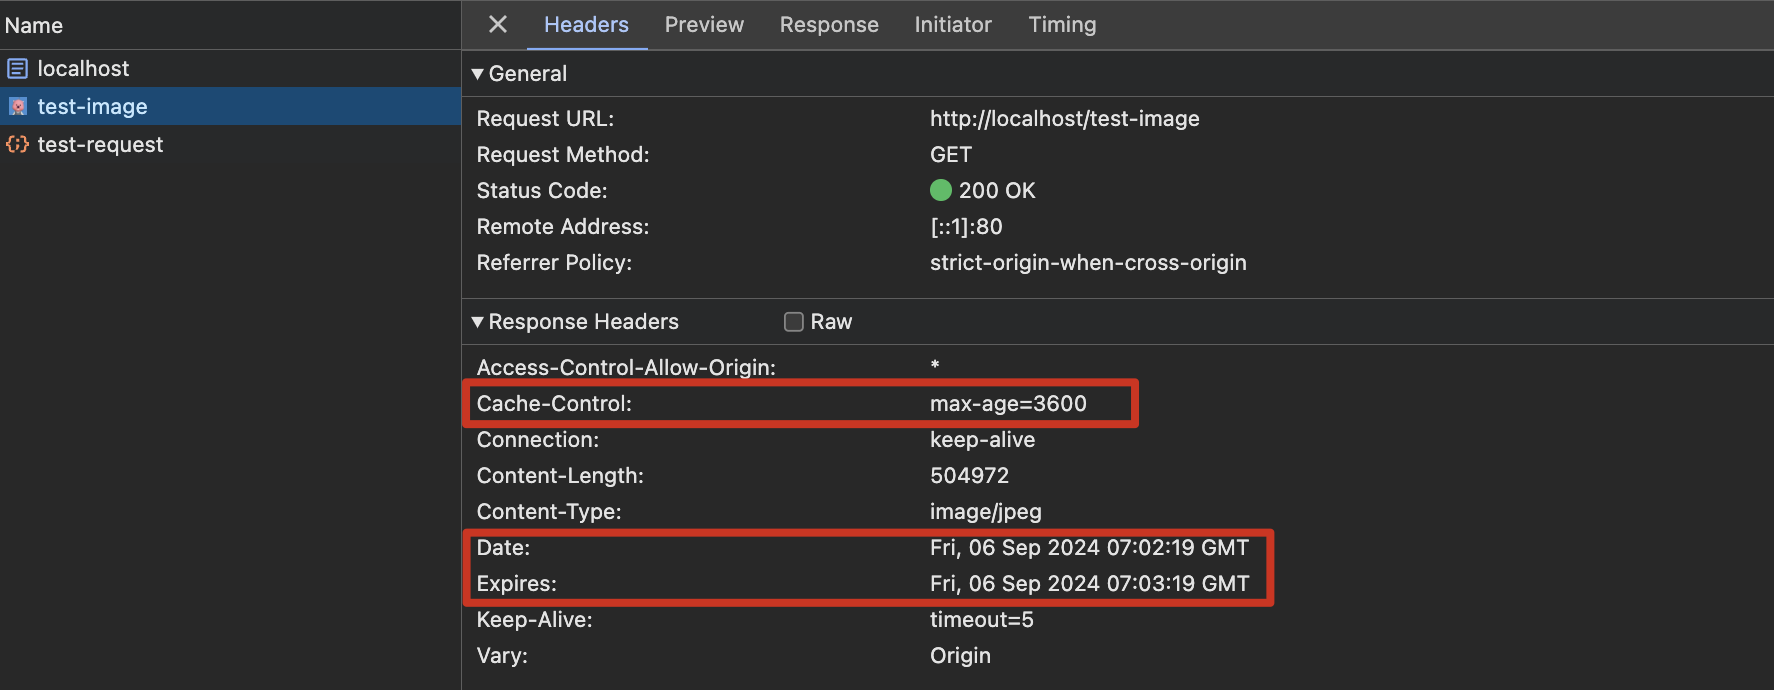 Name
localhost
test-image
test-request
Headers Preview Response Initiator Timing
General
Request URL: http://localhost/test-image
Request Method: GET
Status Code: 200 OK
Remote Address: [::1]:80
Referrer Policy: strict-origin-when-cross-origin
Response Headers Raw
Access-Control-Allow-Origin: *
Cache-Control: max-age=3600
Connection: keep-alive
Content-Length: 504972
Content-Type: image/jpeg
Date: Fri, 06 Sep 2024 07:02:19 GMT
Expires: Fri, 06 Sep 2024 07:03:19 GMT
Keep-Alive: timeout=5
Vary: Origin